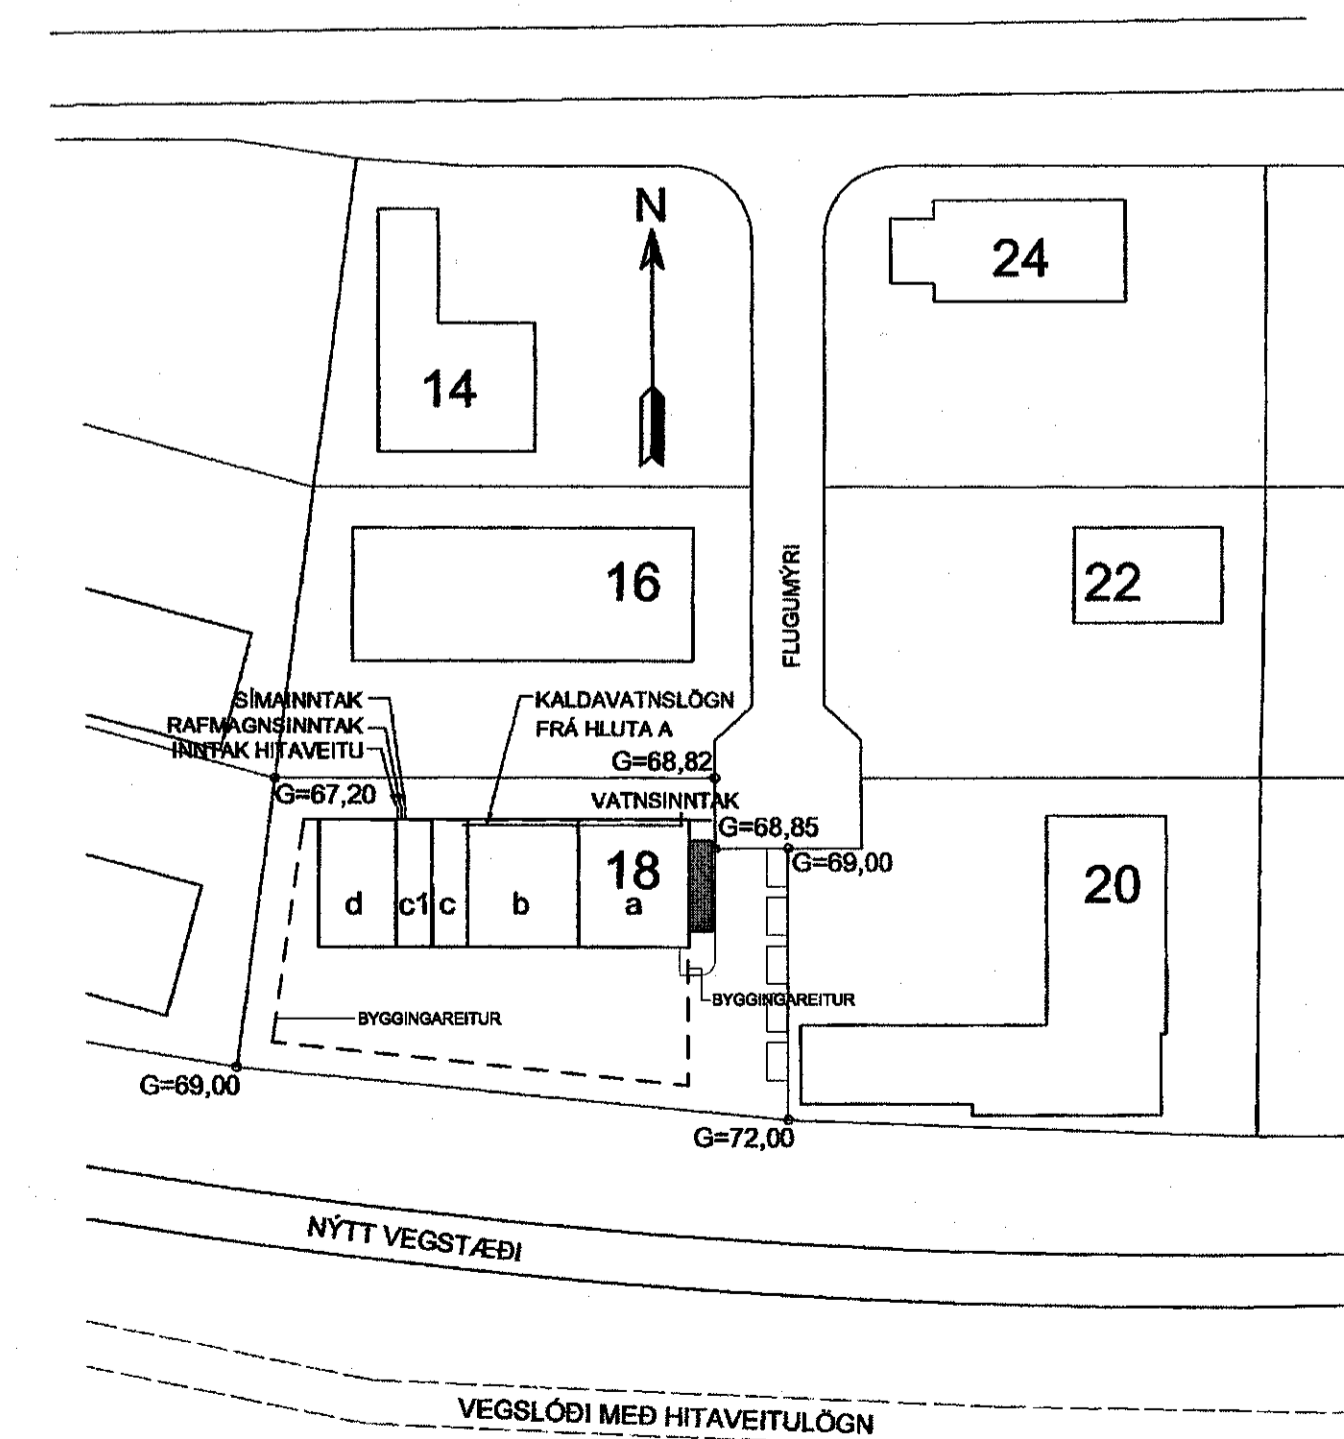 N
24
14
16
FLUGUMÝRI
22
SÍMAINNTAK
KALDAVATNSLÖGN
RAFMAGNSINNTAK
FRÁ HLUTA A
INNTAK HITAVEITU
G=68,82
G=67,20
VATNSINNTAK
G=68,85
G=69,00
18
20
d
c1
c
b
a
BYGGINGAREITUR
BYGGINGAREITUR
G=69,00
G=72,00
NÝTT VEGSTÆÐI
VEGSLÓÐI MEÐ HITAVEITULÖGN